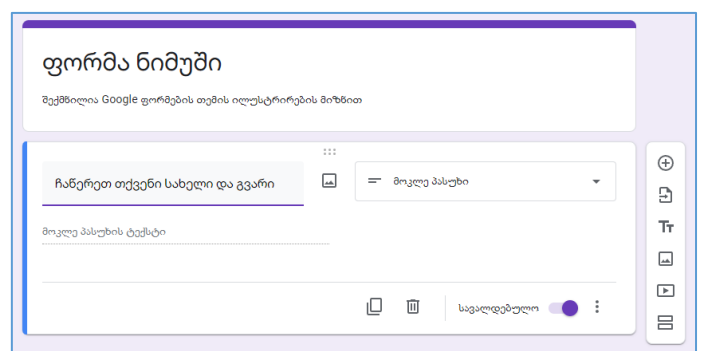 ფორმა ნიმუში
შექმნილია Google ფორმების თემის ილუსტრირების მიზნით
ჩაწერეთ თქვენი სახელი და გვარი
მოკლე პასუხი
მოკლე პასუხის ტექსტი
სავალდებულო